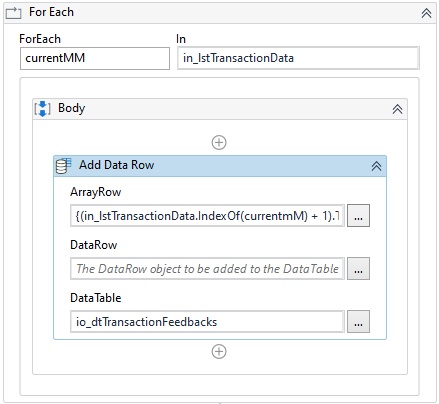 For Each
ForEach In
currentMM in_lstTransactionData
Body
Add Data Row
ArrayRow
{(in_lstTransactionData.IndexOf(currentmM) + 1).T ...
DataRow
The DataRow object to be added to the DataTable ...
DataTable
io_dtTransactionFeedbacks ...